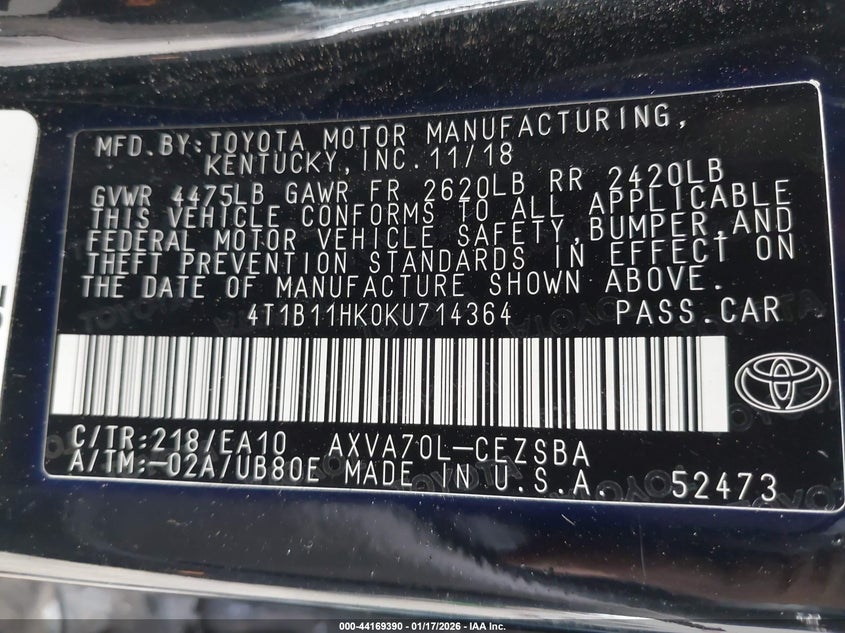 MFD.BY:TOYOTA MOTOR MANUFACTURING,
KENTUCKY,INC.11/18
GVWR 4475LB GAWR FR 2620LB RR 2420LB
THIS VEHICLE CONFORMS TO ALL APPLICABLE
FEDERAL MOTOR VEHICLE SAFETY,BUMPER,AND
THEFT PREVENTION STANDARDS IN EFFECT ON
THE DATE OF MANUFACTURE SHOWN ABOVE.
4T1B11HK0KU714364 PASS.CAR
C/TR:218/EA10 AXVA70L-CEZSBA
A/TM:-02A/UB80E MADE IN U.S.A. 52473
000-44169390 - 01/17/2026 - IAA Inc.